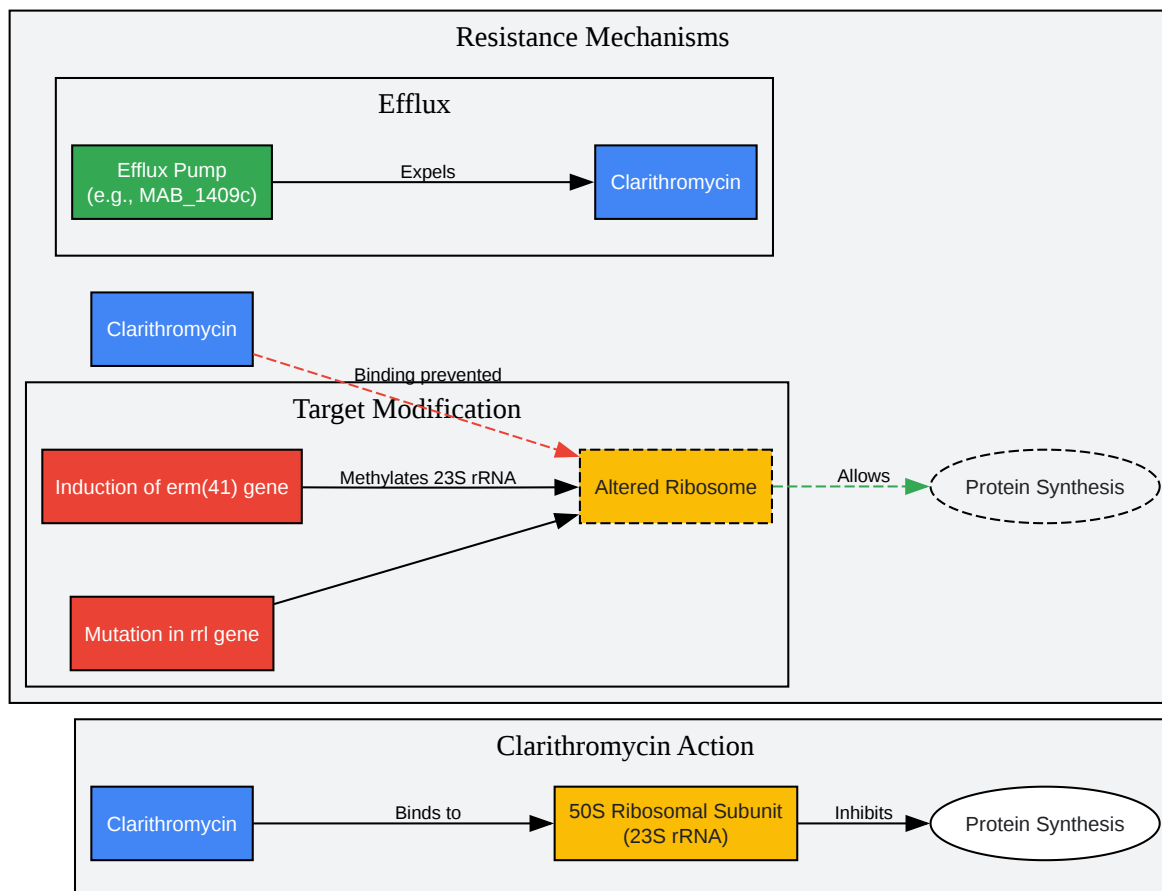 Resistance Mechanisms
Efflux
Efflux Pump
(e.g., MAB_1409c)
Expels
Clarithromycin
Clarithromycin
Binding prevented
Target Modification
Induction of erm(41) gene
Methylates 23S rRNA
Altered Ribosome
Allows
Protein Synthesis
Mutation in rrl gene
Clarithromycin Action
Clarithromycin
Binds to
50S Ribosomal Subunit
(23S rRNA)
Inhibits
Protein Synthesis